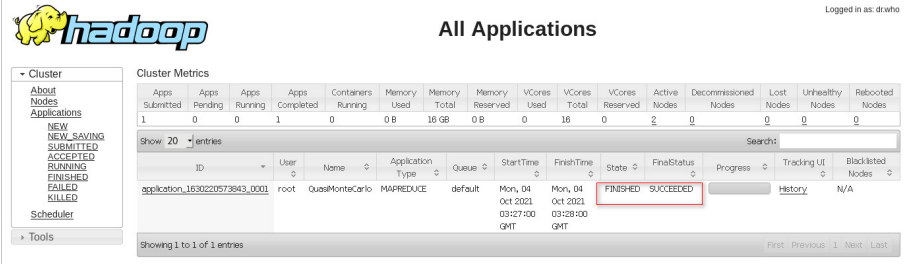 Logged in as: dr.who
hadoop
All Applications
Cluster
About
Nodes
Applications
NEW
NEW_SAVING
SUBMITTED
ACCEPTED
RUNNING
FINISHED
FAILED
KILLED
Scheduler
Tools
Cluster Metrics
Apps Submitted Apps Pending Apps Running Apps Completed Containers Running Memory Used Memory Total Memory Reserved VCores Used VCores Total VCores Reserved Active Nodes Decommissioned Nodes Lost Nodes Unhealthy Nodes Rebooted Nodes
1 0 0 1 0 0 B 16 GB 0 B 0 16 0 2 0 0 0 0
Show 20 entries Search:
ID User Name Application Type Queue StartTime FinishTime State FinalStatus Progress Tracking UI Blacklisted Nodes
application_1630220573843_0001 root QuasiMonteCarlo MAPREDUCE default Mon, 04 Oct 2021 03:27:00 GMT Mon, 04 Oct 2021 03:28:00 GMT FINISHED SUCCEEDED History N/A
Showing 1 to 1 of 1 entries First Previous 1 Next Last